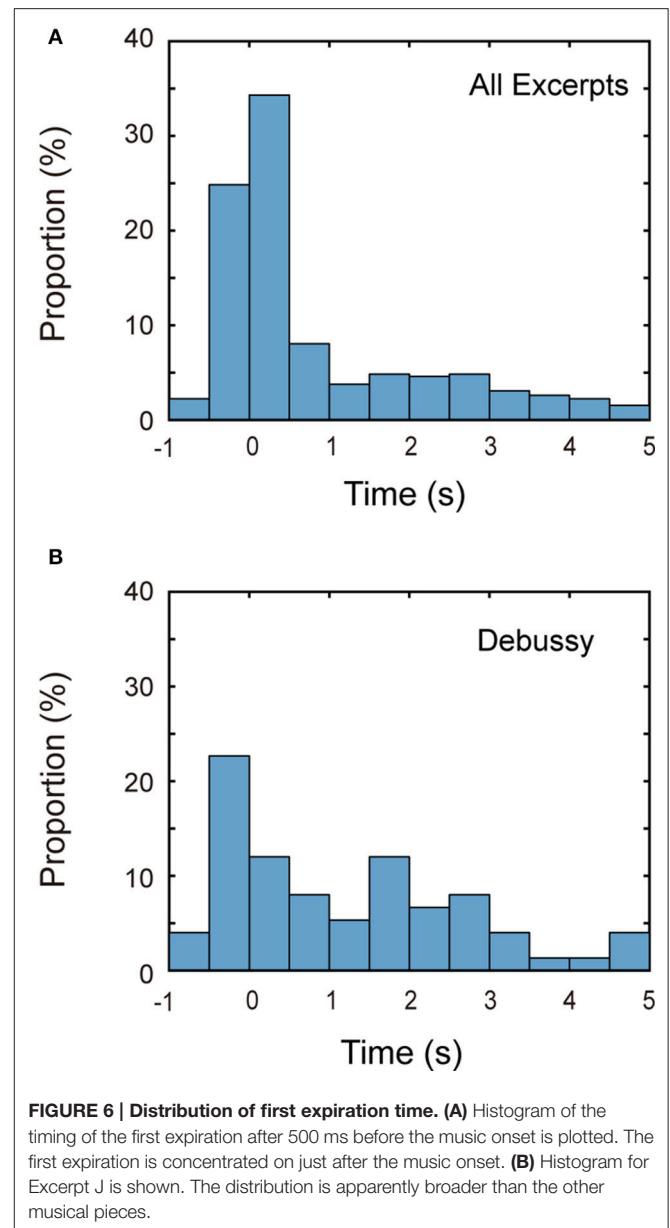 A
40
30
20
10
0
Proportion (%)
All Excerpts
-1 0 1 2 3 4 5
Time (s)
B
40
30
20
10
0
Proportion (%)
Debussy
-1 0 1 2 3 4 5
Time (s)
FIGURE 6 | Distribution of first expiration time. (A) Histogram of the
timing of the first expiration after 500 ms before the music onset is plotted. The
first expiration is concentrated on just after the music onset. (B) Histogram for
Excerpt J is shown. The distribution is apparently broader than the other
musical pieces.